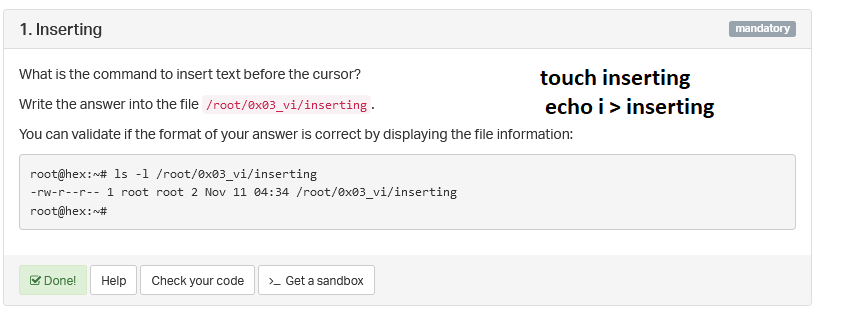 1. Inserting
mandatory
What is the command to insert text before the cursor?
touch inserting
Write the answer into the file /root/0x03_vi/inserting .
echo i > inserting
You can validate if the format of your answer is correct by displaying the file information:
root@hex:~# ls -l /root/0x03_vi/inserting
-rw-r--r-- 1 root root 2 Nov 11 04:34 /root/0x03_vi/inserting
root@hex:~#
Done!
Help
Check your code
>_ Get a sandbox